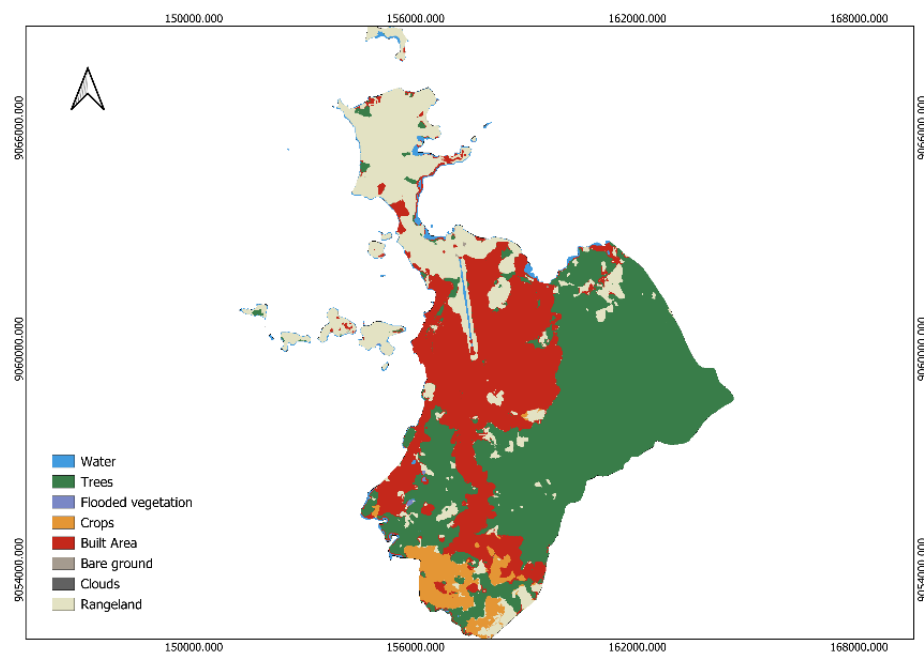 150000.000 156000.000 162000.000 168000.000
9066000.000 9066000.000
9060000.000 9060000.000
Water
Trees
Flooded vegetation
Crops
Built Area
Bare ground
Clouds
Rangeland
9054000.000 9054000.000
150000.000 156000.000 162000.000 168000.000